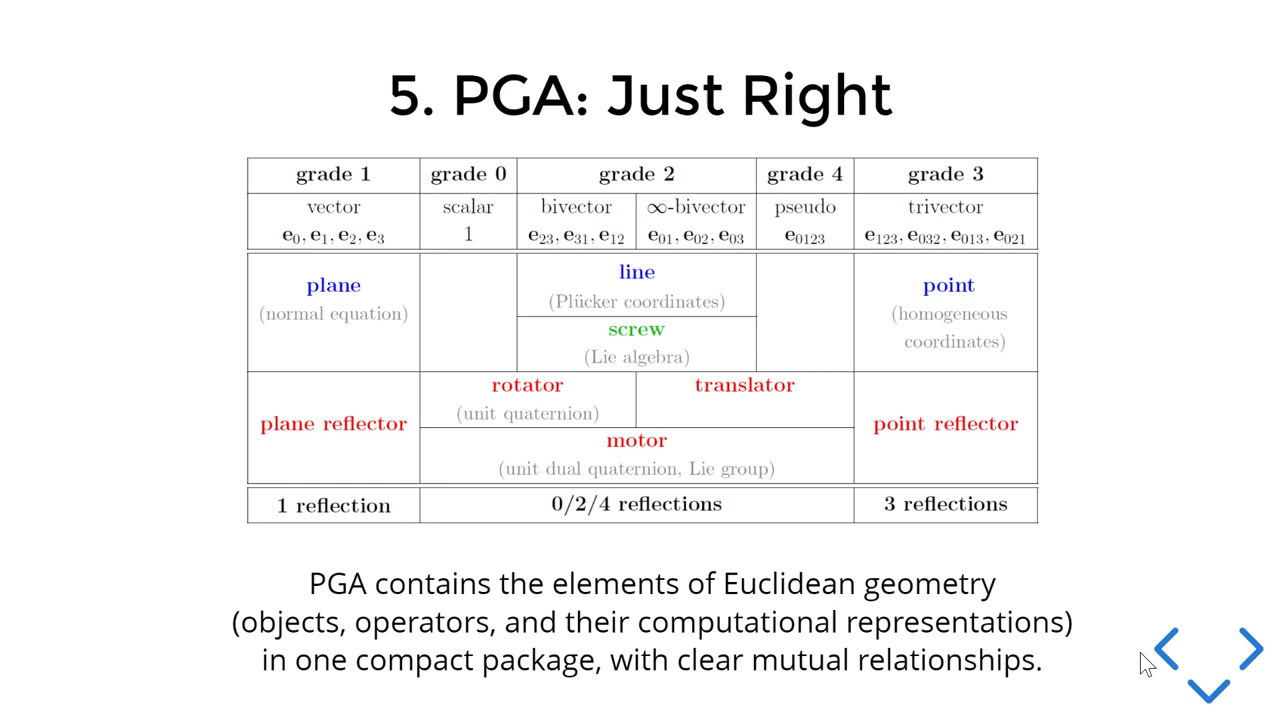 5. PGA: Just Right
grade 1 grade 0 grade 2 grade 4 grade 3
vector scalar bivector ∞-bivector pseudo trivector
e₀, e₁, e₂, e₃ 1 e₂₃, e₃₁, e₁₂ e₀₁, e₀₂, e₀₃ e₀₁₂₃ e₁₂₃, e₀₃₂, e₀₁₃, e₀₂₁
plane line point
(normal equation) (Plücker coordinates) (homogeneous
screw coordinates)
(Lie algebra)
rotator translator
(unit quaternion)
plane reflector motor point reflector
(unit dual quaternion, Lie group)
1 reflection 0/2/4 reflections 3 reflections
PGA contains the elements of Euclidean geometry
(objects, operators, and their computational representations)
in one compact package, with clear mutual relationships.